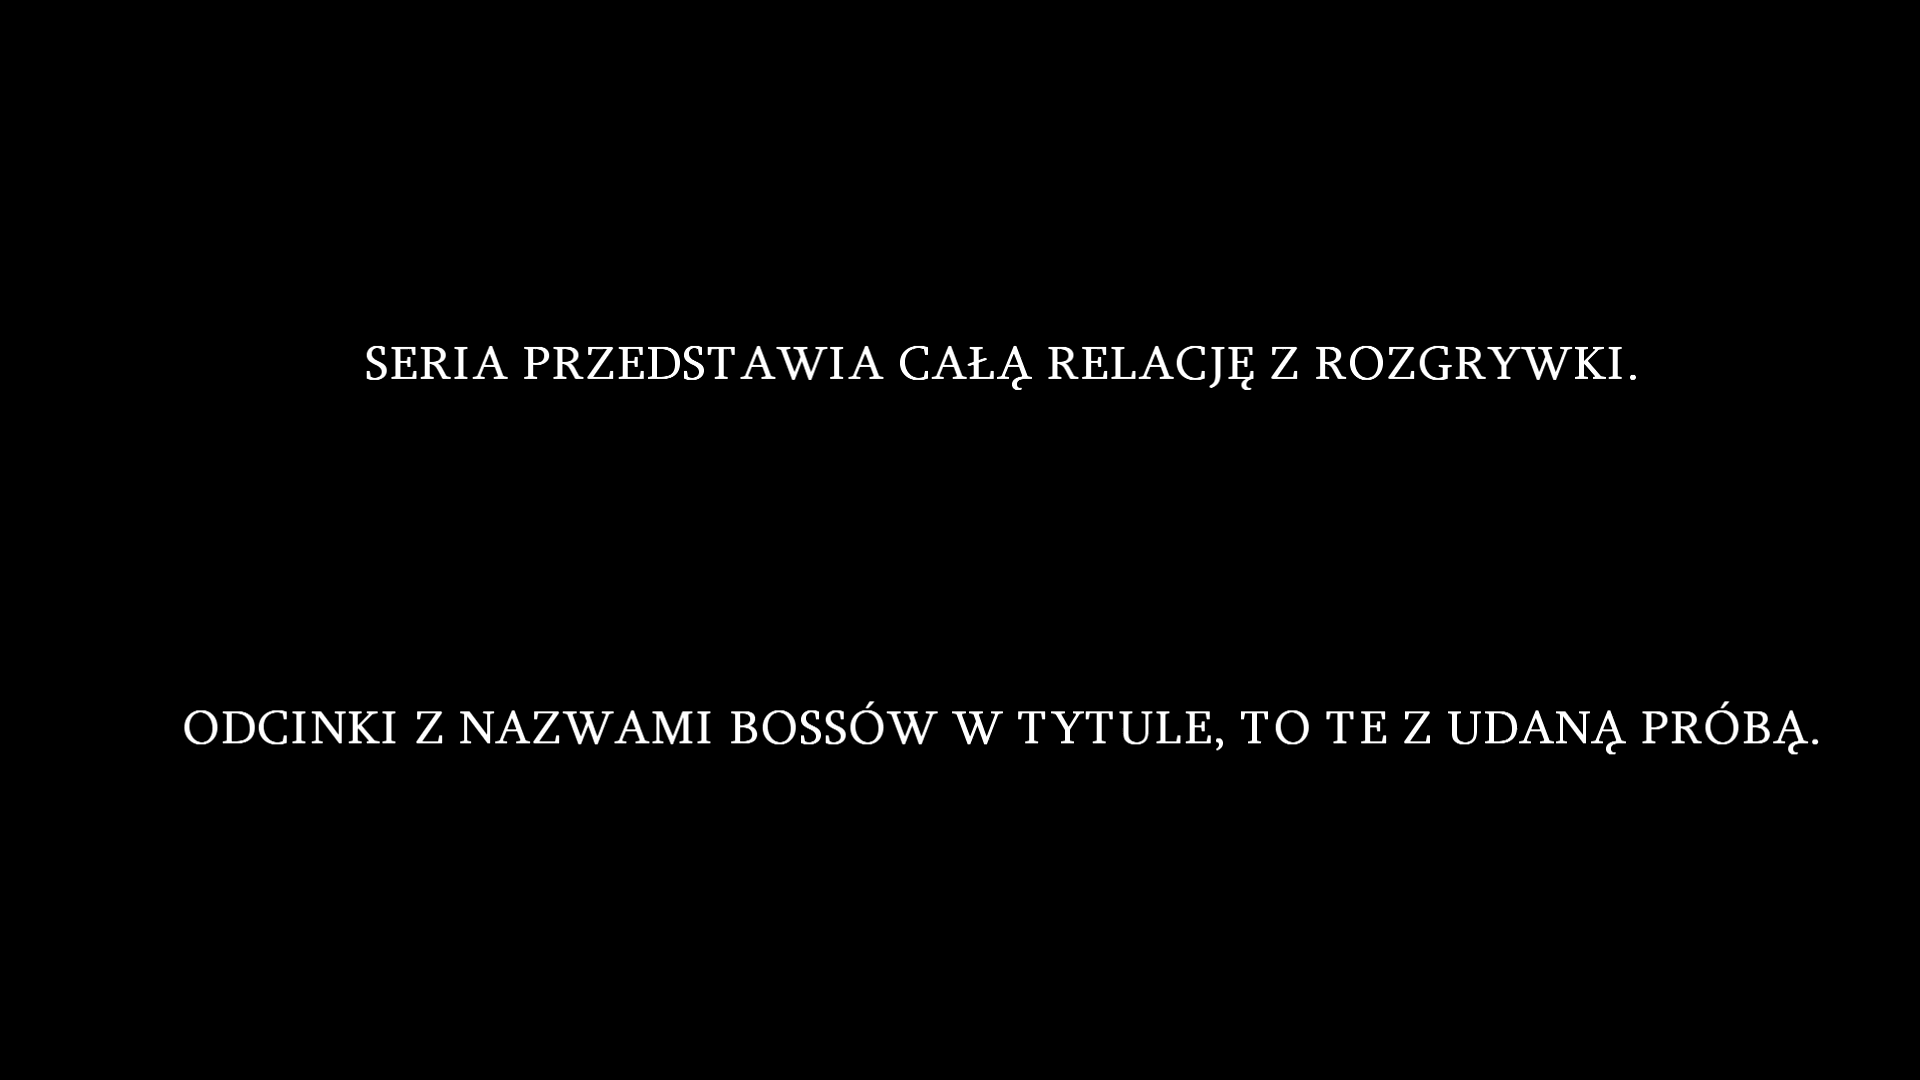 SERIA PRZEDSTAWIA CAŁĄ RELACJĘ Z ROZGRYWKI.
ODCINKI Z NAZWAMI BOSSÓW W TYTULE, TO TE Z UDANĄ PRÓBĄ.